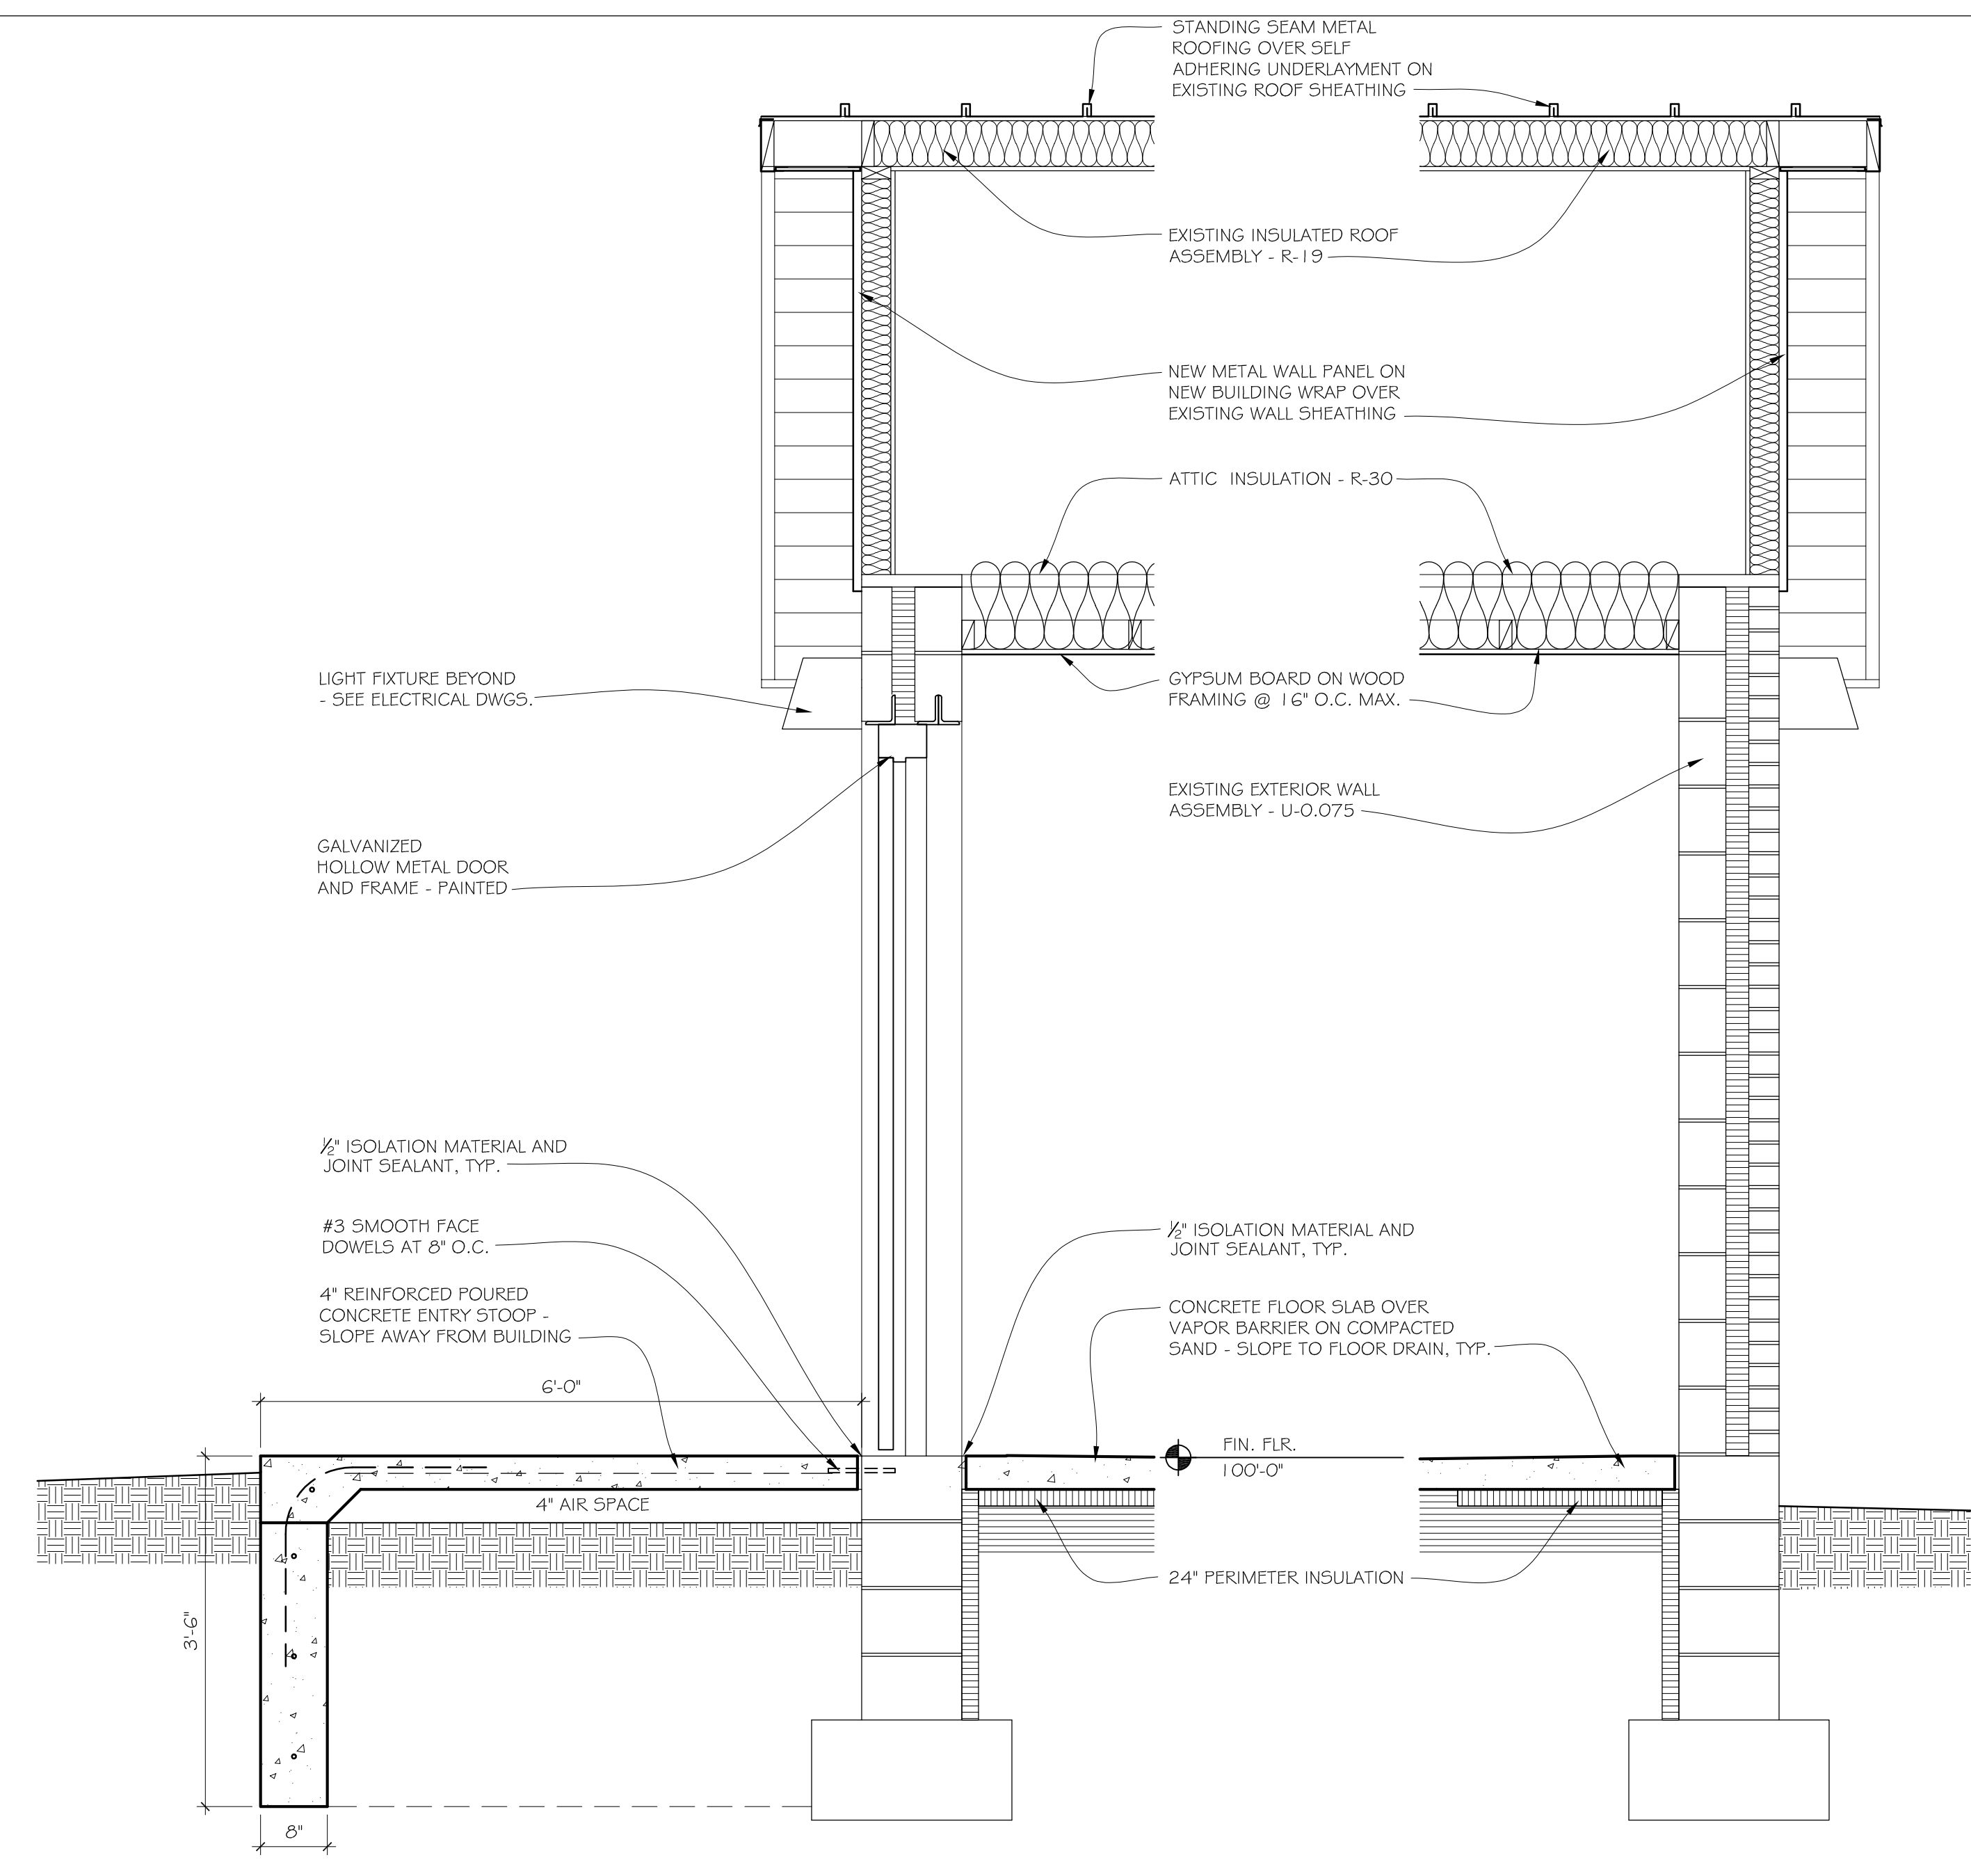 STANDING SEAM METAL
ROOFING OVER SELF
ADHERING UNDERLAYMENT ON
EXISTING ROOF SHEATHING
EXISTING INSULATED ROOF
ASSEMBLY - R-19
NEW METAL WALL PANEL ON
NEW BUILDING WRAP OVER
EXISTING WALL SHEATHING
ATTIC INSULATION - R-30
LIGHT FIXTURE BEYOND
- SEE ELECTRICAL DWGS.
GYPSUM BOARD ON WOOD
FRAMING @ 16" O.C. MAX.
EXISTING EXTERIOR WALL
ASSEMBLY - U-0.075
GALVANIZED
HOLLOW METAL DOOR
AND FRAME - PAINTED
½" ISOLATION MATERIAL AND
JOINT SEALANT, TYP.
#3 SMOOTH FACE
DOWELS AT 8" O.C.
4" REINFORCED POURED
CONCRETE ENTRY STOOP -
SLOPE AWAY FROM BUILDING
½" ISOLATION MATERIAL AND
JOINT SEALANT, TYP.
CONCRETE FLOOR SLAB OVER
VAPOR BARRIER ON COMPACTED
SAND - SLOPE TO FLOOR DRAIN, TYP.
6'-0"
FIN. FLR.
100'-0"
4" AIR SPACE
24" PERIMETER INSULATION
3'-6"
8"